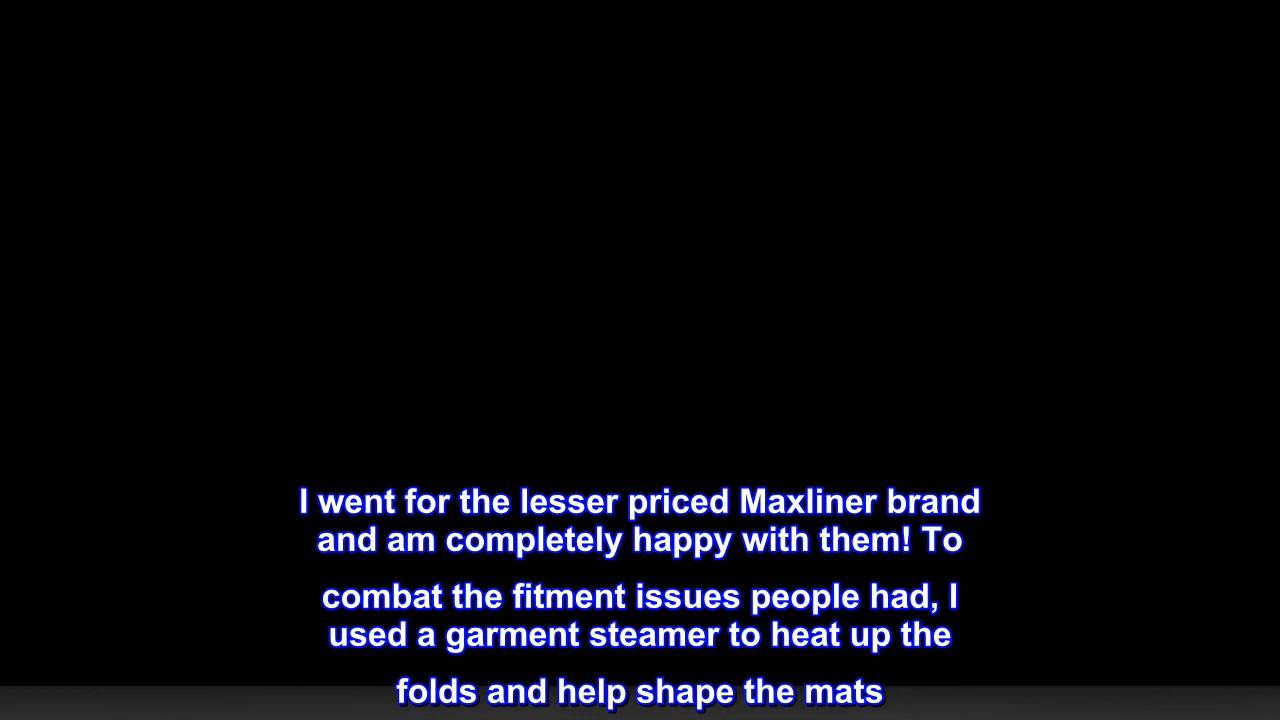 I went for the lesser priced Maxliner brand
and am completely happy with them! To
combat the fitment issues people had, I
used a garment steamer to heat up the
folds and help shape the mats